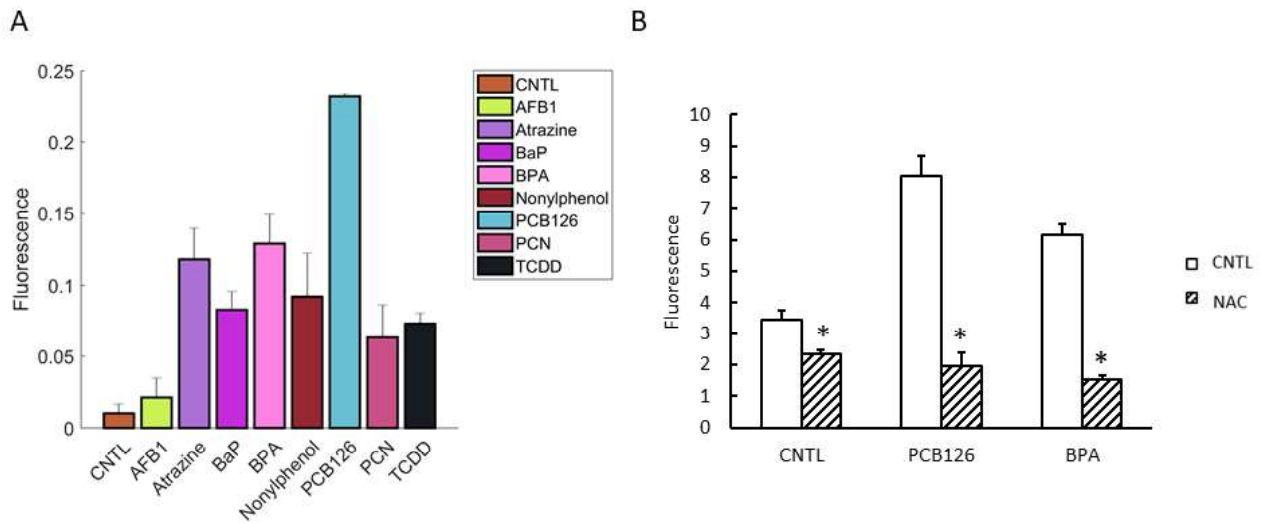 A
Fluorescence
0.25
0.2
0.15
0.1
0.05
0
CNTL
AFB1
Atrazine
BaP
BPA
Nonylphenol
PCB126
PCN
TCDD
CNTL
AFB1
Atrazine
BaP
BPA
Nonylphenol
PCB126
PCN
TCDD
B
Fluorescence
10
9
8
7
6
5
4
3
2
1
0
*
*
*
CNTL
PCB126
BPA
CNTL
NAC